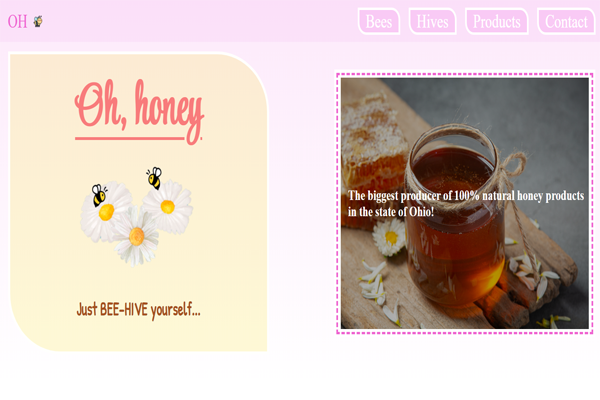 OH
Bees
Hives
Products
Contact
Oh, honey
Just BEE-HIVE yourself...
The biggest producer of 100% natural honey products
in the state of Ohio!